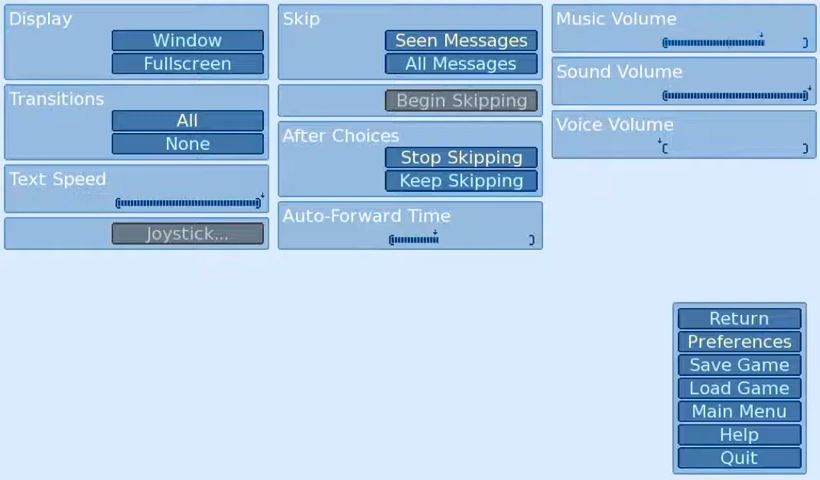 Display
Window
Fullscreen
Transitions
All
None
Text Speed
Joystick...
Skip
Seen Messages
All Messages
Begin Skipping
After Choices
Stop Skipping
Keep Skipping
Auto-Forward Time
Music Volume
Sound Volume
Voice Volume
Return
Preferences
Save Game
Load Game
Main Menu
Help
Quit